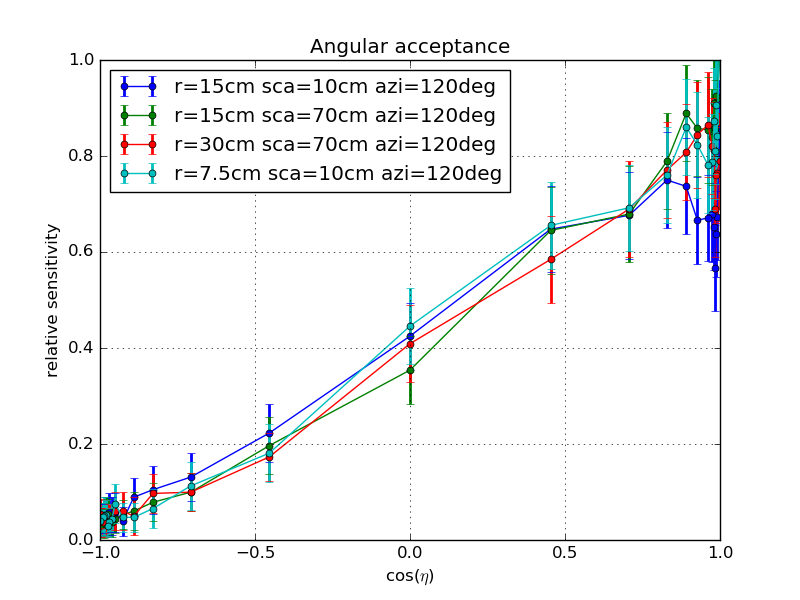 Angular acceptance
1.0
0.8
0.6
0.4
0.2
0.0
relative sensitivity
r=15cm sca=10cm azi=120deg
r=15cm sca=70cm azi=120deg
r=30cm sca=70cm azi=120deg
r=7.5cm sca=10cm azi=120deg
−1.0 −0.5 0.0 0.5 1.0
cos(η)